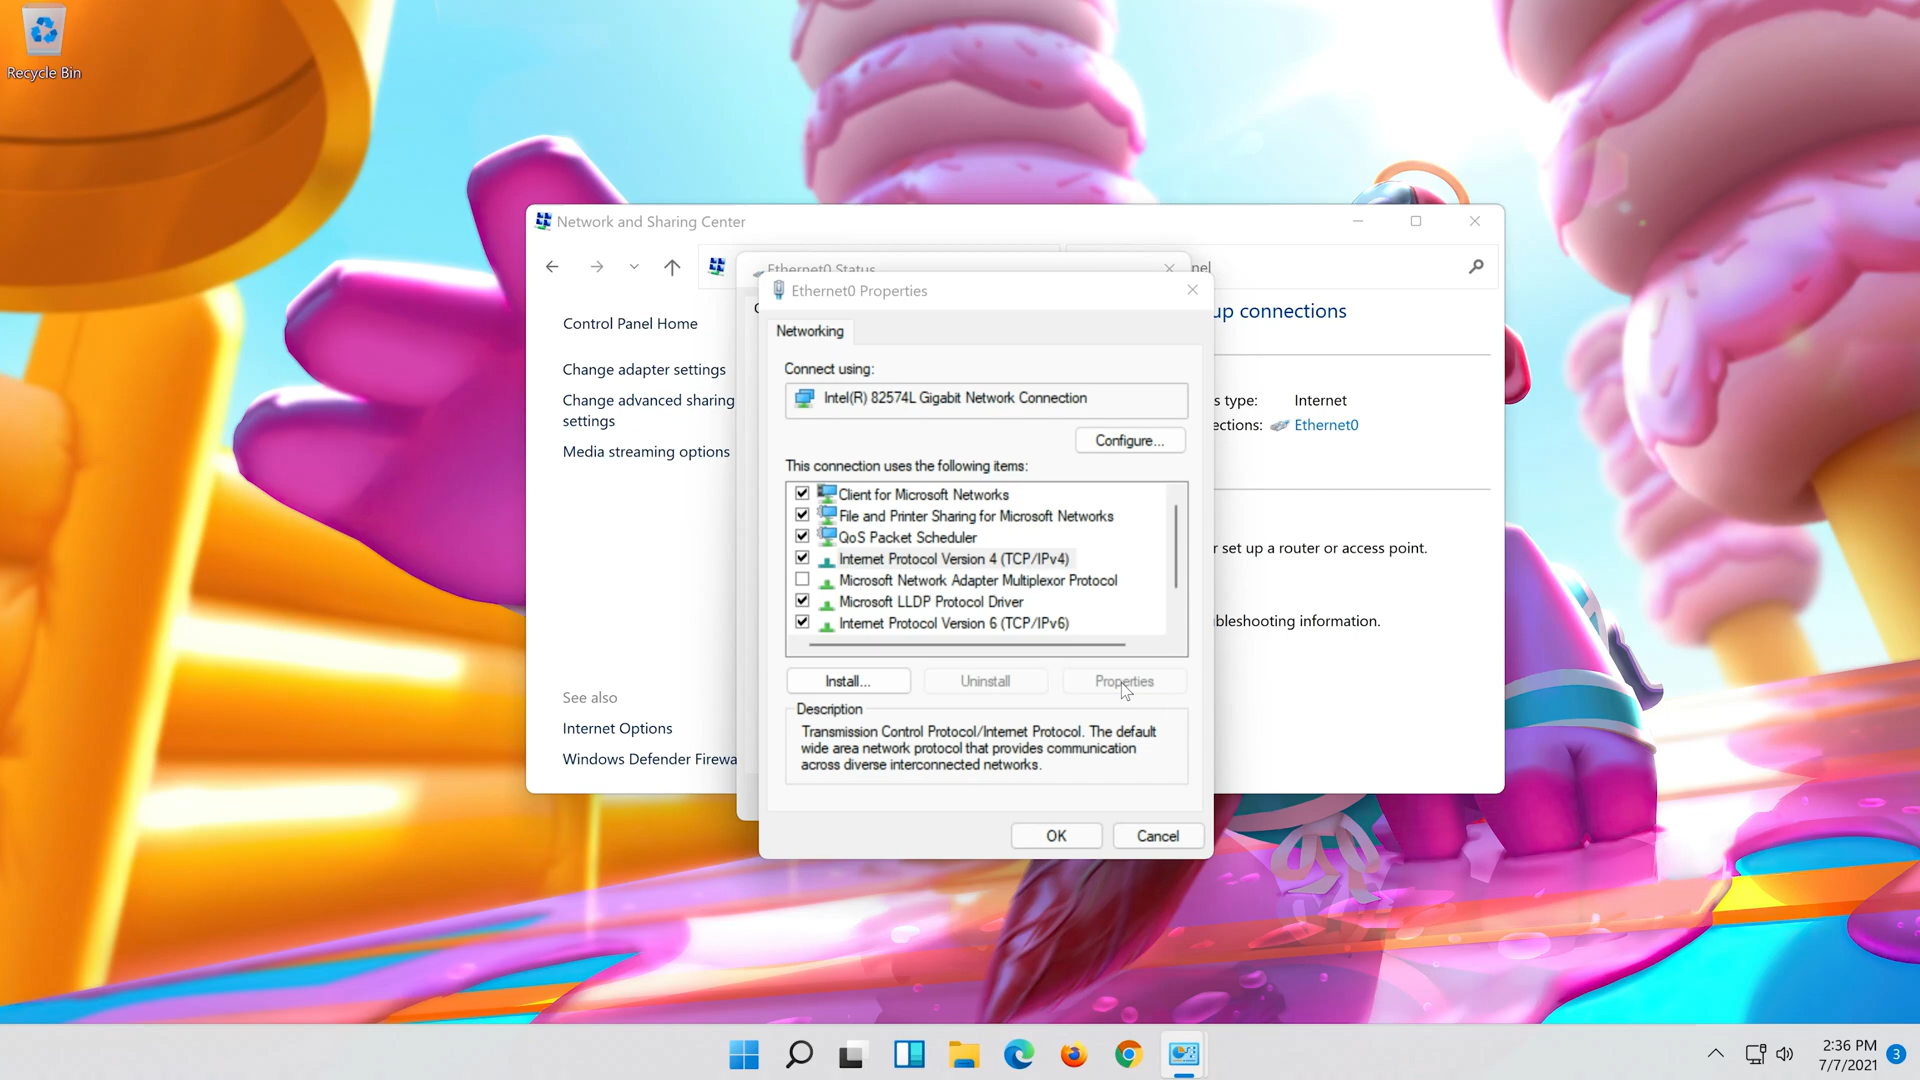 Recycle Bin
Network and Sharing Center
Ethernet0 Status
nel
Control Panel Home
Change adapter settings
Change advanced sharing
settings
Media streaming options
See also
Internet Options
Windows Defender Firewa
up connections
s type: Internet
ections: Ethernet0
r set up a router or access point.
bleshooting information.
Ethernet0 Properties
Networking
Connect using:
Intel(R) 82574L Gigabit Network Connection
Configure...
This connection uses the following items:
Client for Microsoft Networks
File and Printer Sharing for Microsoft Networks
QoS Packet Scheduler
Internet Protocol Version 4 (TCP/IPv4)
Microsoft Network Adapter Multiplexor Protocol
Microsoft LLDP Protocol Driver
Internet Protocol Version 6 (TCP/IPv6)
Install... Uninstall Properties
Description
Transmission Control Protocol/Internet Protocol. The default
wide area network protocol that provides communication
across diverse interconnected networks.
OK Cancel
2:36 PM
7/7/2021
3